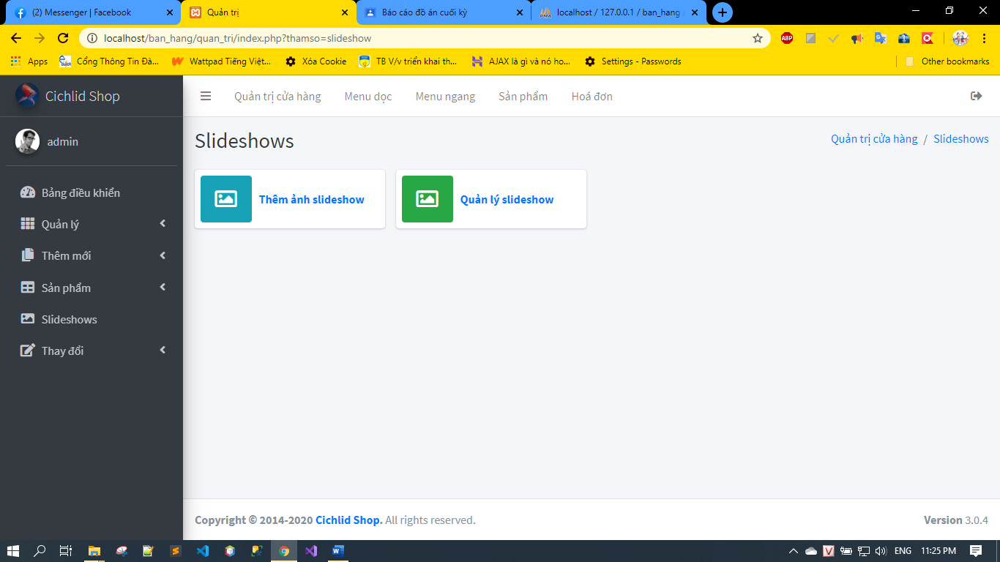 (2) Messenger | Facebook
Quản trị
Báo cáo đồ án cuối kỳ
localhost / 127.0.0.1 / ban_hang
localhost/ban_hang/quan_tri/index.php?thamso=slideshow
ABP
Apps
Cổng Thông Tin Đà...
Wattpad Tiếng Việt...
Xóa Cookie
TB V/v triển khai th...
AJAX là gì và nó ho...
Settings - Passwords
Other bookmarks
Cichlid Shop
Quản trị cửa hàng
Menu dọc
Menu ngang
Sản phẩm
Hoá đơn
admin
Slideshows
Quản trị cửa hàng / Slideshows
Bảng điều khiển
Quản lý
Thêm mới
Sản phẩm
Slideshows
Thay đổi
Thêm ảnh slideshow
Quản lý slideshow
Copyright © 2014-2020 Cichlid Shop. All rights reserved.
Version 3.0.4
ENG
11:25 PM